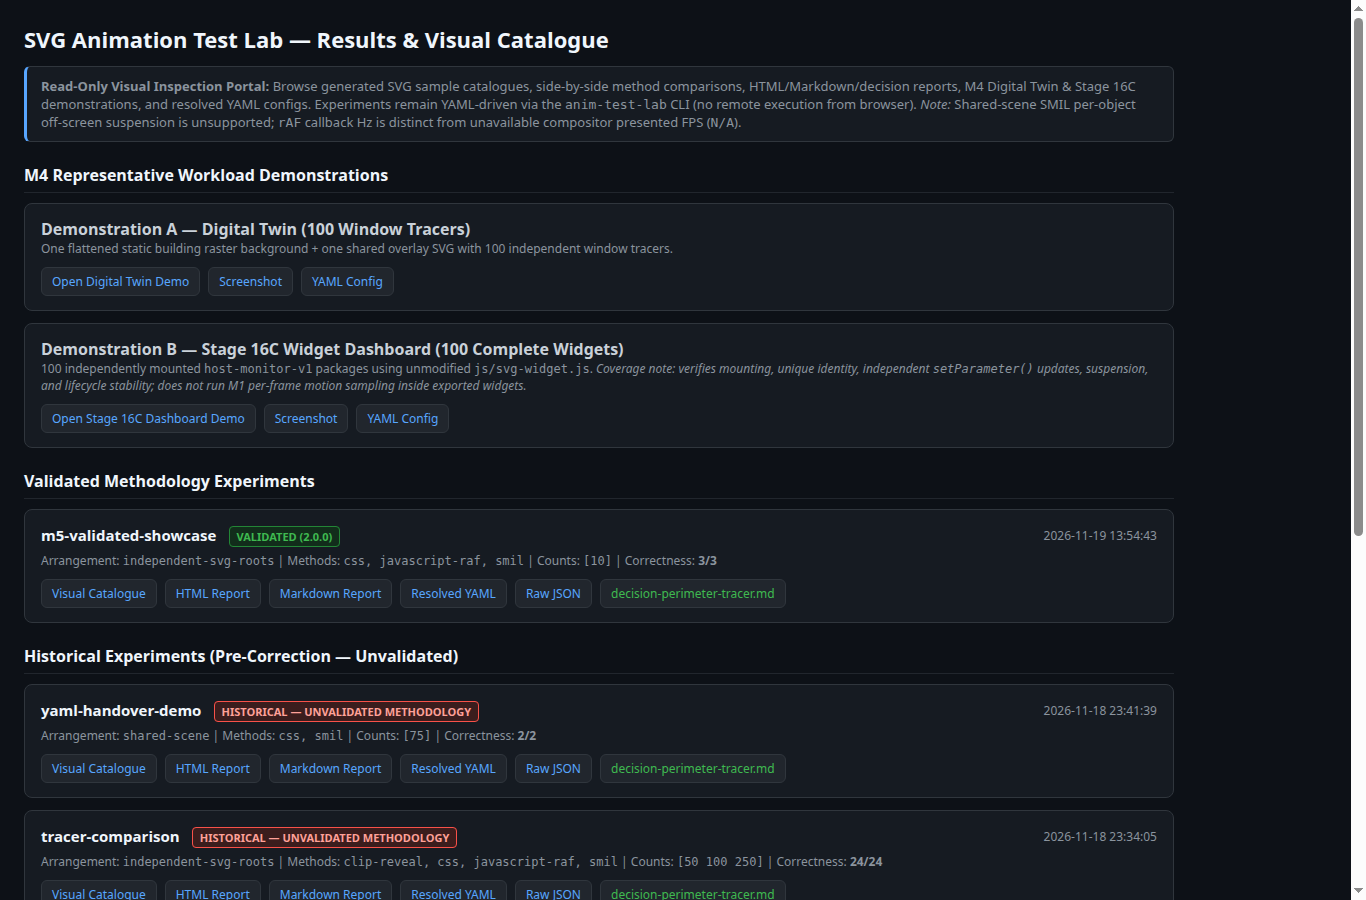 SVG Animation Test Lab — Results & Visual Catalogue
Read-Only Visual Inspection Portal: Browse generated SVG sample catalogues, side-by-side method comparisons, HTML/Markdown/decision reports, M4 Digital Twin & Stage 16C
demonstrations, and resolved YAML configs. Experiments remain YAML-driven via the anim-test-lab CLI (no remote execution from browser). Note: Shared-scene SMIL per-object
off-screen suspension is unsupported; rAF callback Hz is distinct from unavailable compositor presented FPS (N/A).
M4 Representative Workload Demonstrations
Demonstration A — Digital Twin (100 Window Tracers)
One flattened static building raster background + one shared overlay SVG with 100 independent window tracers.
Open Digital Twin Demo Screenshot YAML Config
Demonstration B — Stage 16C Widget Dashboard (100 Complete Widgets)
100 independently mounted host-monitor-v1 packages using unmodified js/svg-widget.js. Coverage note: verifies mounting, unique identity, independent setParameter() updates, suspension,
and lifecycle stability; does not run M1 per-frame motion sampling inside exported widgets.
Open Stage 16C Dashboard Demo Screenshot YAML Config
Validated Methodology Experiments
m5-validated-showcase VALIDATED (2.0.0) 2026-11-19 13:54:43
Arrangement: independent-svg-roots | Methods: css, javascript-raf, smil | Counts: [10] | Correctness: 3/3
Visual Catalogue HTML Report Markdown Report Resolved YAML Raw JSON decision-perimeter-tracer.md
Historical Experiments (Pre-Correction — Unvalidated)
yaml-handover-demo HISTORICAL — UNVALIDATED METHODOLOGY 2026-11-18 23:41:39
Arrangement: shared-scene | Methods: css, smil | Counts: [75] | Correctness: 2/2
Visual Catalogue HTML Report Markdown Report Resolved YAML Raw JSON decision-perimeter-tracer.md
tracer-comparison HISTORICAL — UNVALIDATED METHODOLOGY 2026-11-18 23:34:05
Arrangement: independent-svg-roots | Methods: clip-reveal, css, javascript-raf, smil | Counts: [50 100 250] | Correctness: 24/24
Visual Catalogue HTML Report Markdown Report Resolved YAML Raw JSON decision-perimeter-tracer.md